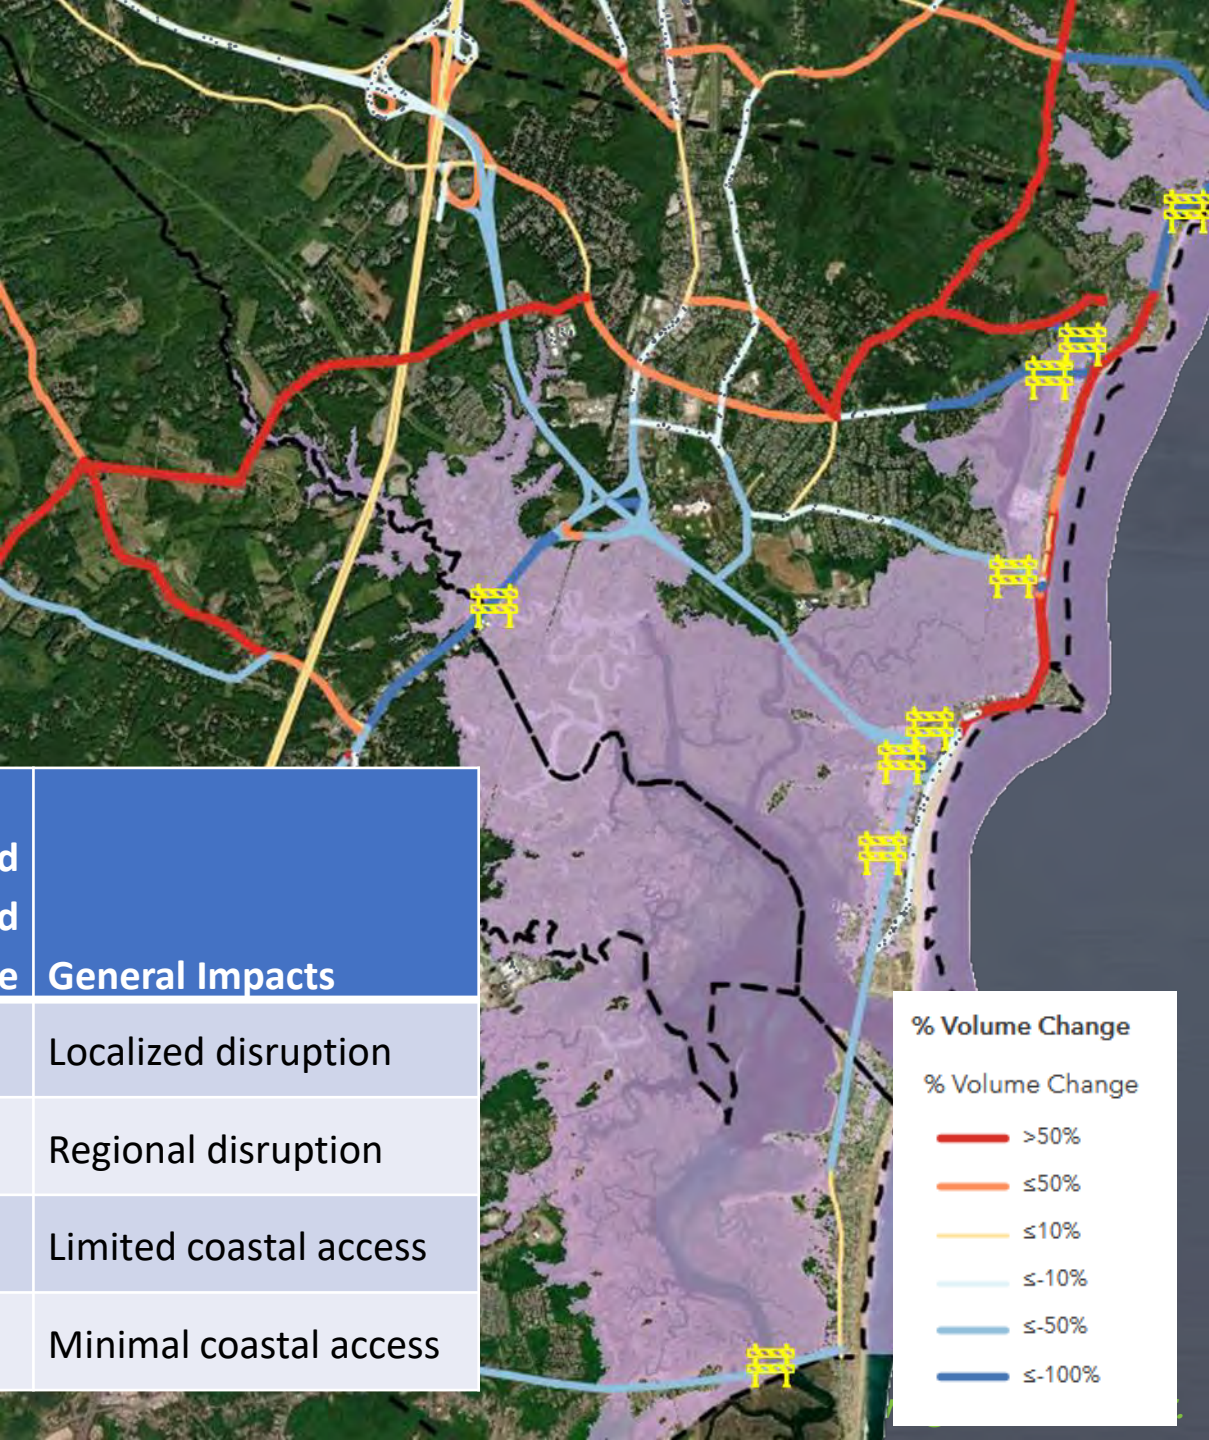 d
d
e
General Impacts
Localized disruption
Regional disruption
Limited coastal access
Minimal coastal access
% Volume Change
% Volume Change
>50%
≤50%
≤10%
≤-10%
≤-50%
≤-100%